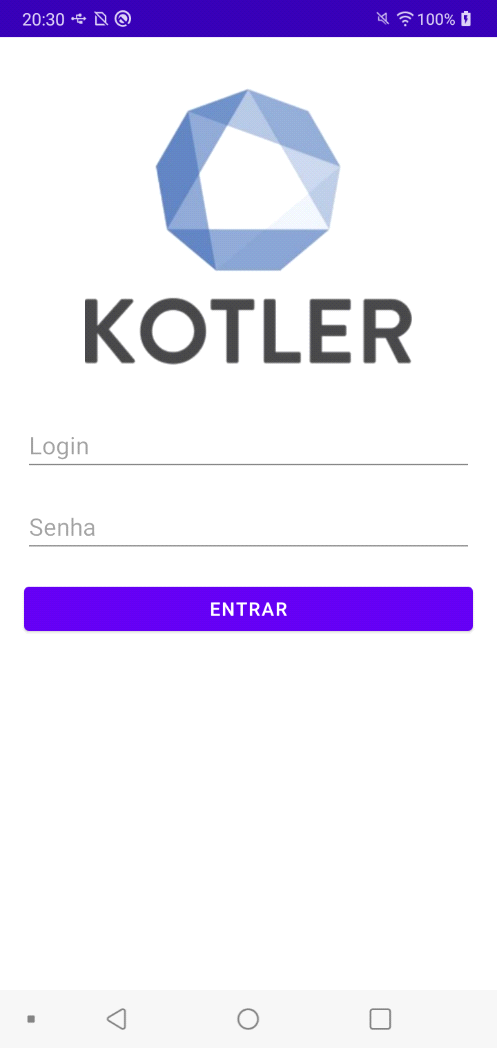 20:30 100%
KOTLER
Login
Senha
ENTRAR